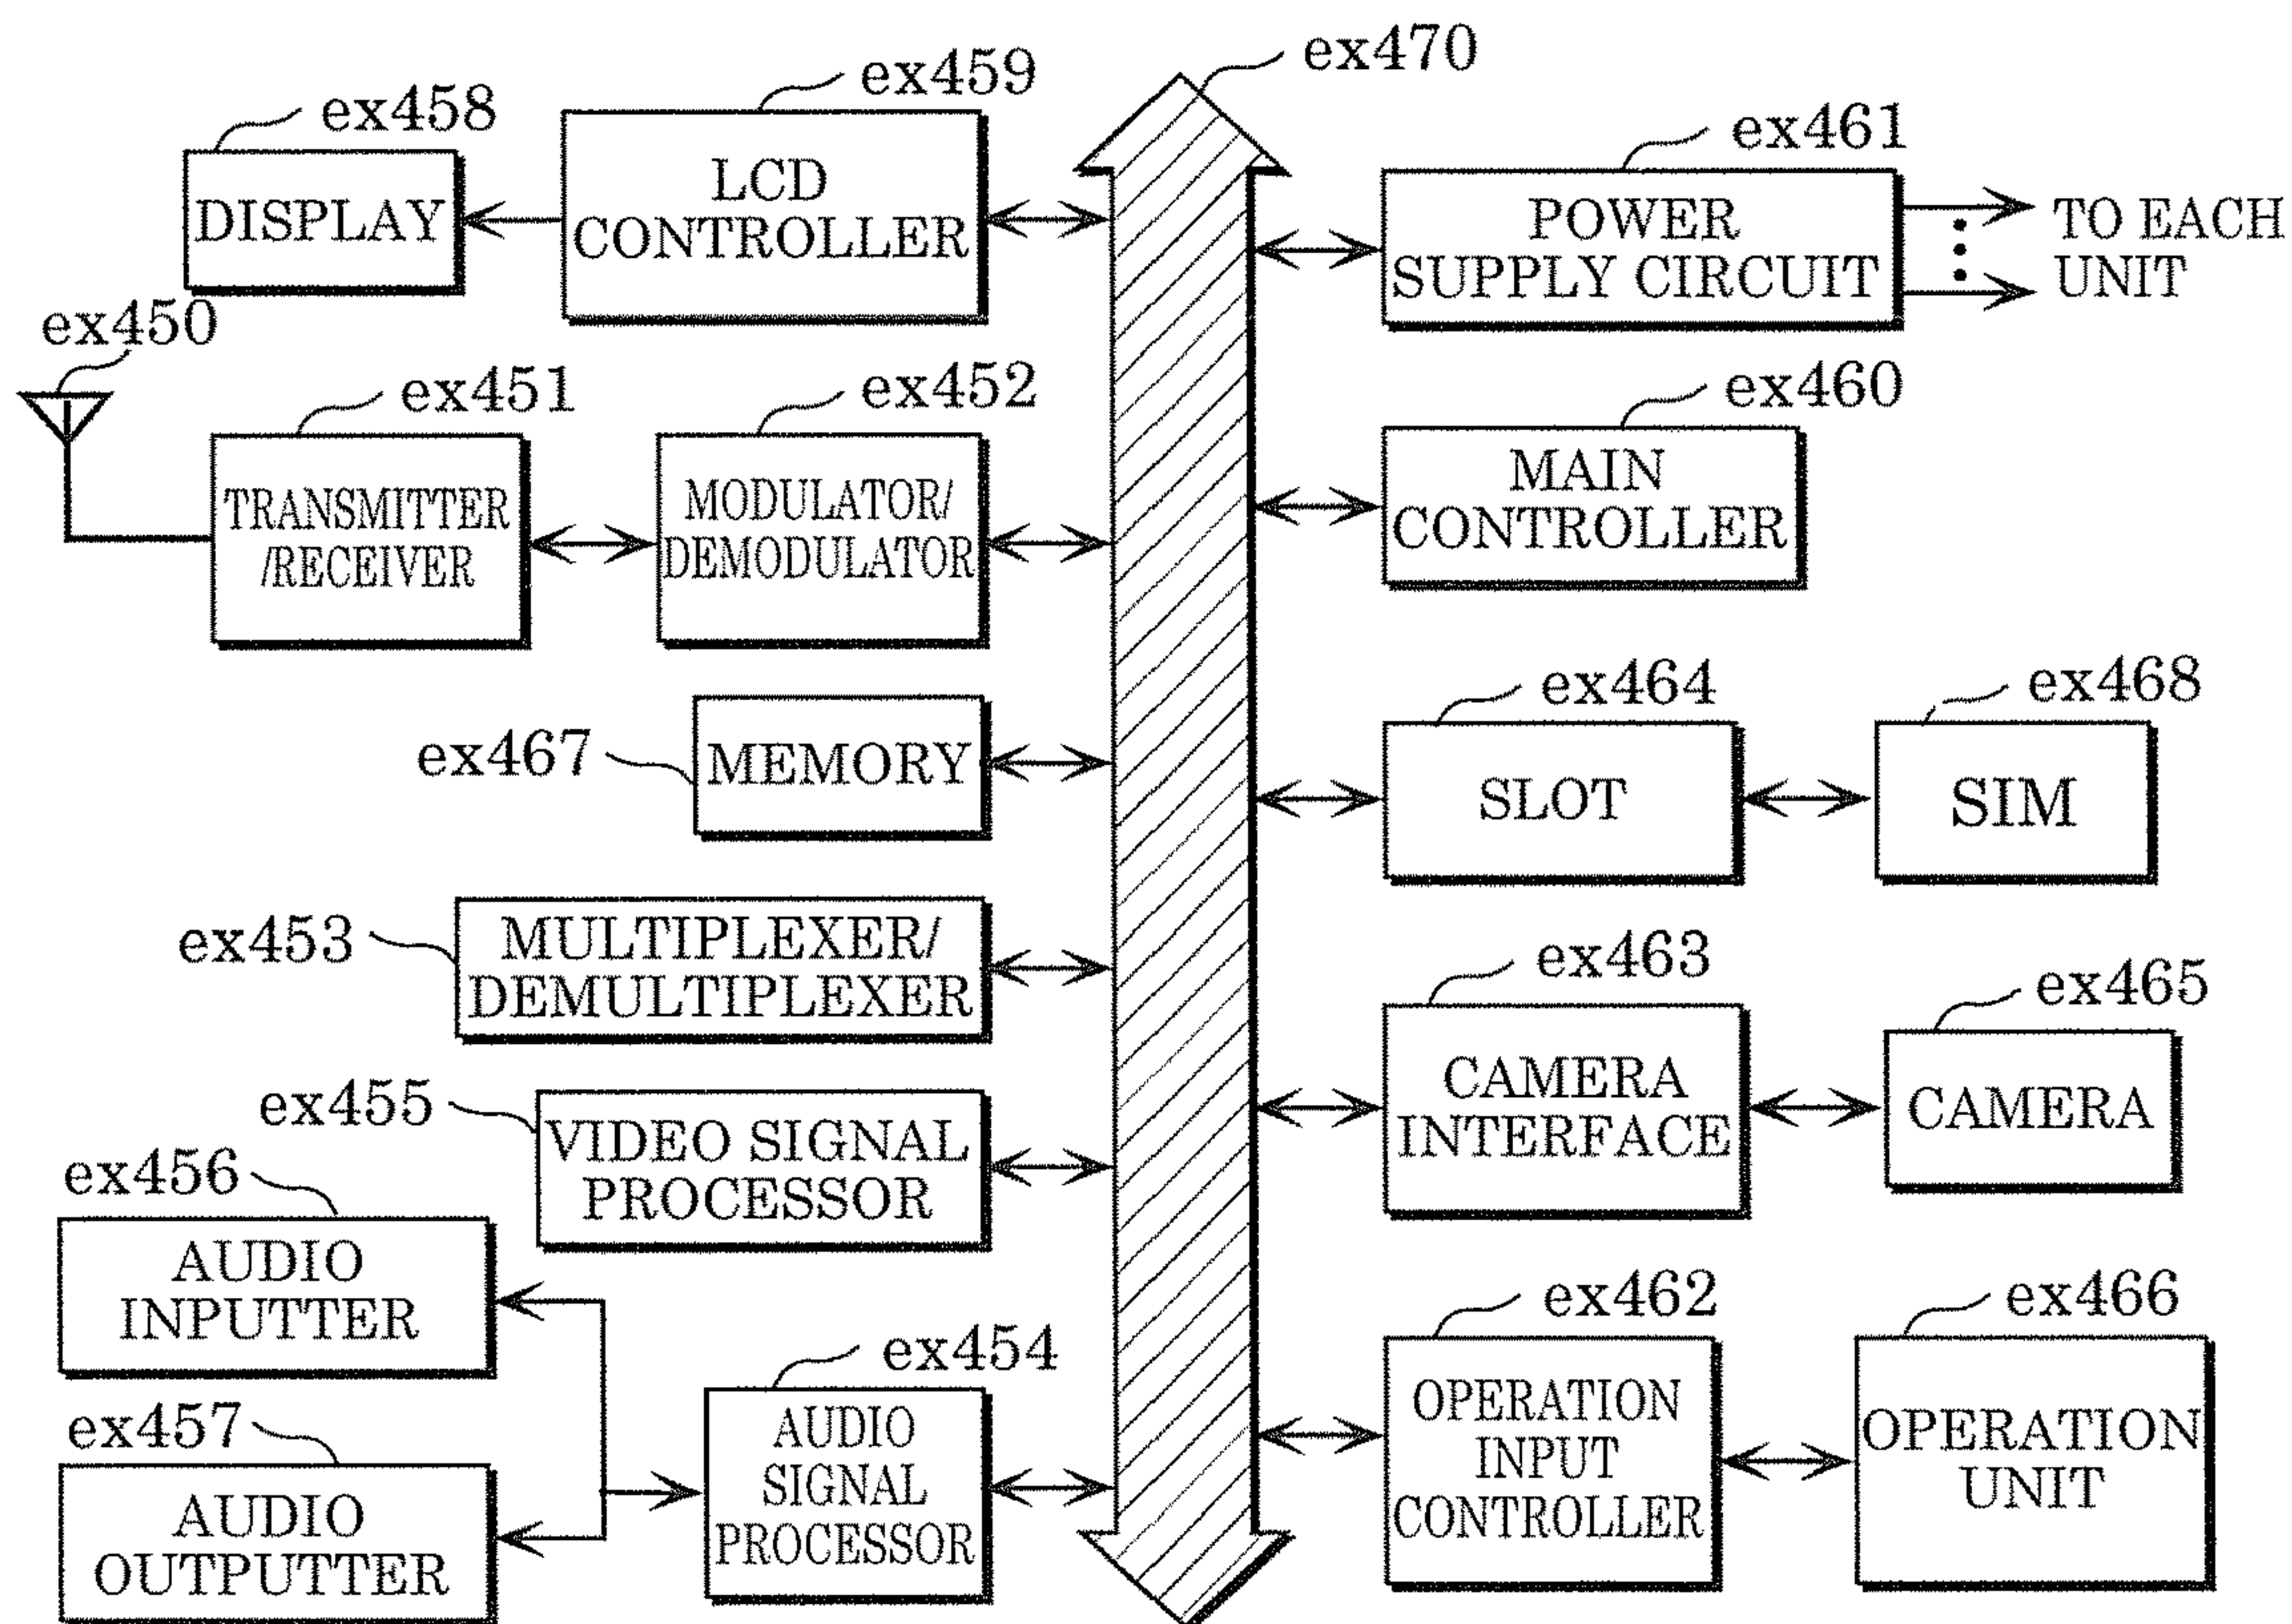 ex470
ex459
ex458
LCD
CONTROLLER
DISPLAY
ex461
POWER
SUPPLY CIRCUIT
TO EACH
UNIT
ex450
ex451
ex452
TRANSMITTER
/RECEIVER
MODULATOR/
DEMODULATOR
ex460
MAIN
CONTROLLER
ex467
MEMORY
ex464
SLOT
ex468
SIM
ex453
MULTIPLEXER/
DEMULTIPLEXER
ex463
CAMERA
INTERFACE
ex465
CAMERA
ex455
VIDEO SIGNAL
PROCESSOR
ex456
AUDIO
INPUTTER
ex457
AUDIO
OUTPUTTER
ex454
AUDIO
SIGNAL
PROCESSOR
ex462
OPERATION
INPUT
CONTROLLER
ex466
OPERATION
UNIT